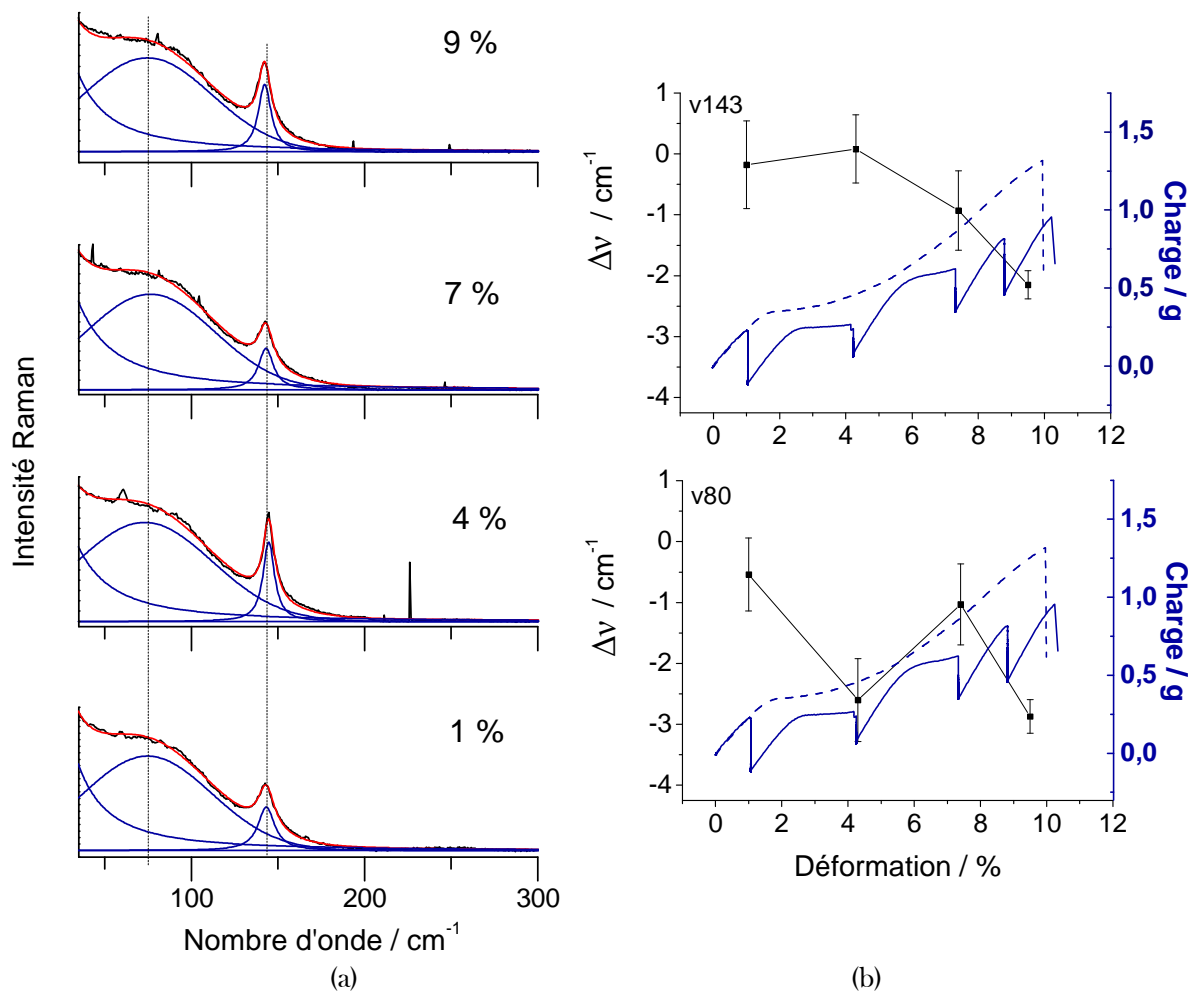 9 %
7 %
4 %
1 %
Intensité Raman
100 200 300
Nombre d'onde / cm-1
(a)
v143
1
0
-1
-2
-3
-4
Δν / cm-1
1,5
1,0
0,5
0,0
Charge / g
0 2 4 6 8 10 12
v80
1
0
-1
-2
-3
-4
Δν / cm-1
1,5
1,0
0,5
0,0
Charge / g
0 2 4 6 8 10 12
Déformation / %
(b)